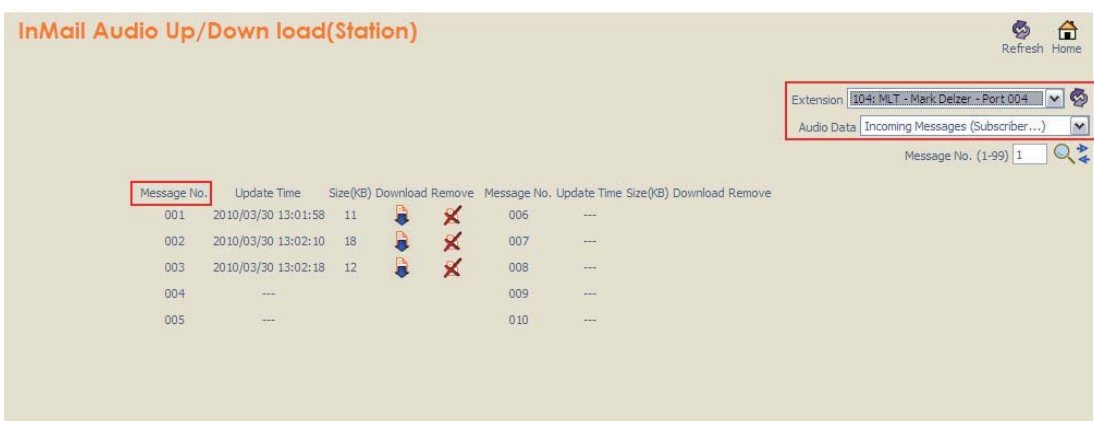 InMail Audio Up/Down load(Station)
Refresh Home
Extension 104: MLT - Mark Delzer - Port 004
Audio Data Incoming Messages (Subscriber...)
Message No. (1-99) 1
Message No. Update Time Size(KB) Download Remove Message No. Update Time Size(KB) Download Remove
001 2010/03/30 13:01:58 11 006 ---
002 2010/03/30 13:02:10 18 007 ---
003 2010/03/30 13:02:18 12 008 ---
004 --- 009 ---
005 --- 010 ---